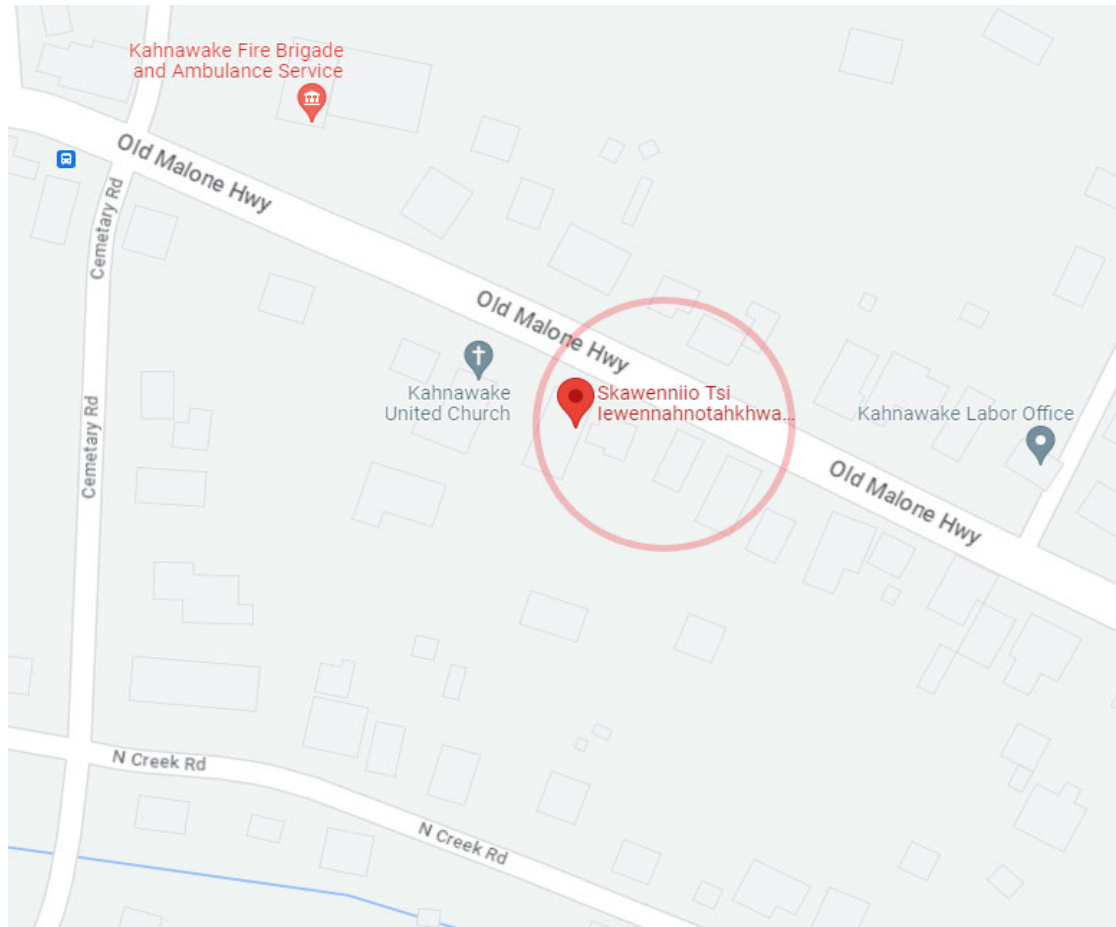 Kahnawake Fire Brigade
and Ambulance Service
Old Malone Hwy
Cemetary Rd
Old Malone Hwy
Kahnawake
United Church
Skawenniio Tsi
Iewennahnotahkhwa...
Kahnawake Labor Office
Cemetary Rd
Old Malone Hwy
N Creek Rd
N Creek Rd